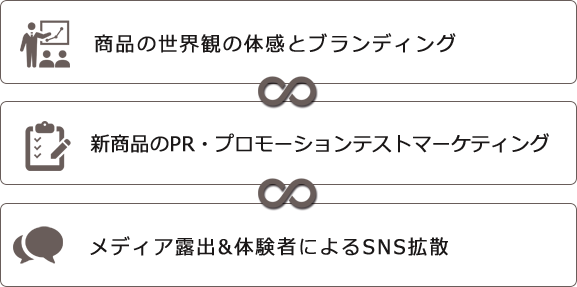 商品の世界観の体感とブランディング
新商品のPR・プロモーションテストマーケティング
メディア露出&体験者によるSNS拡散